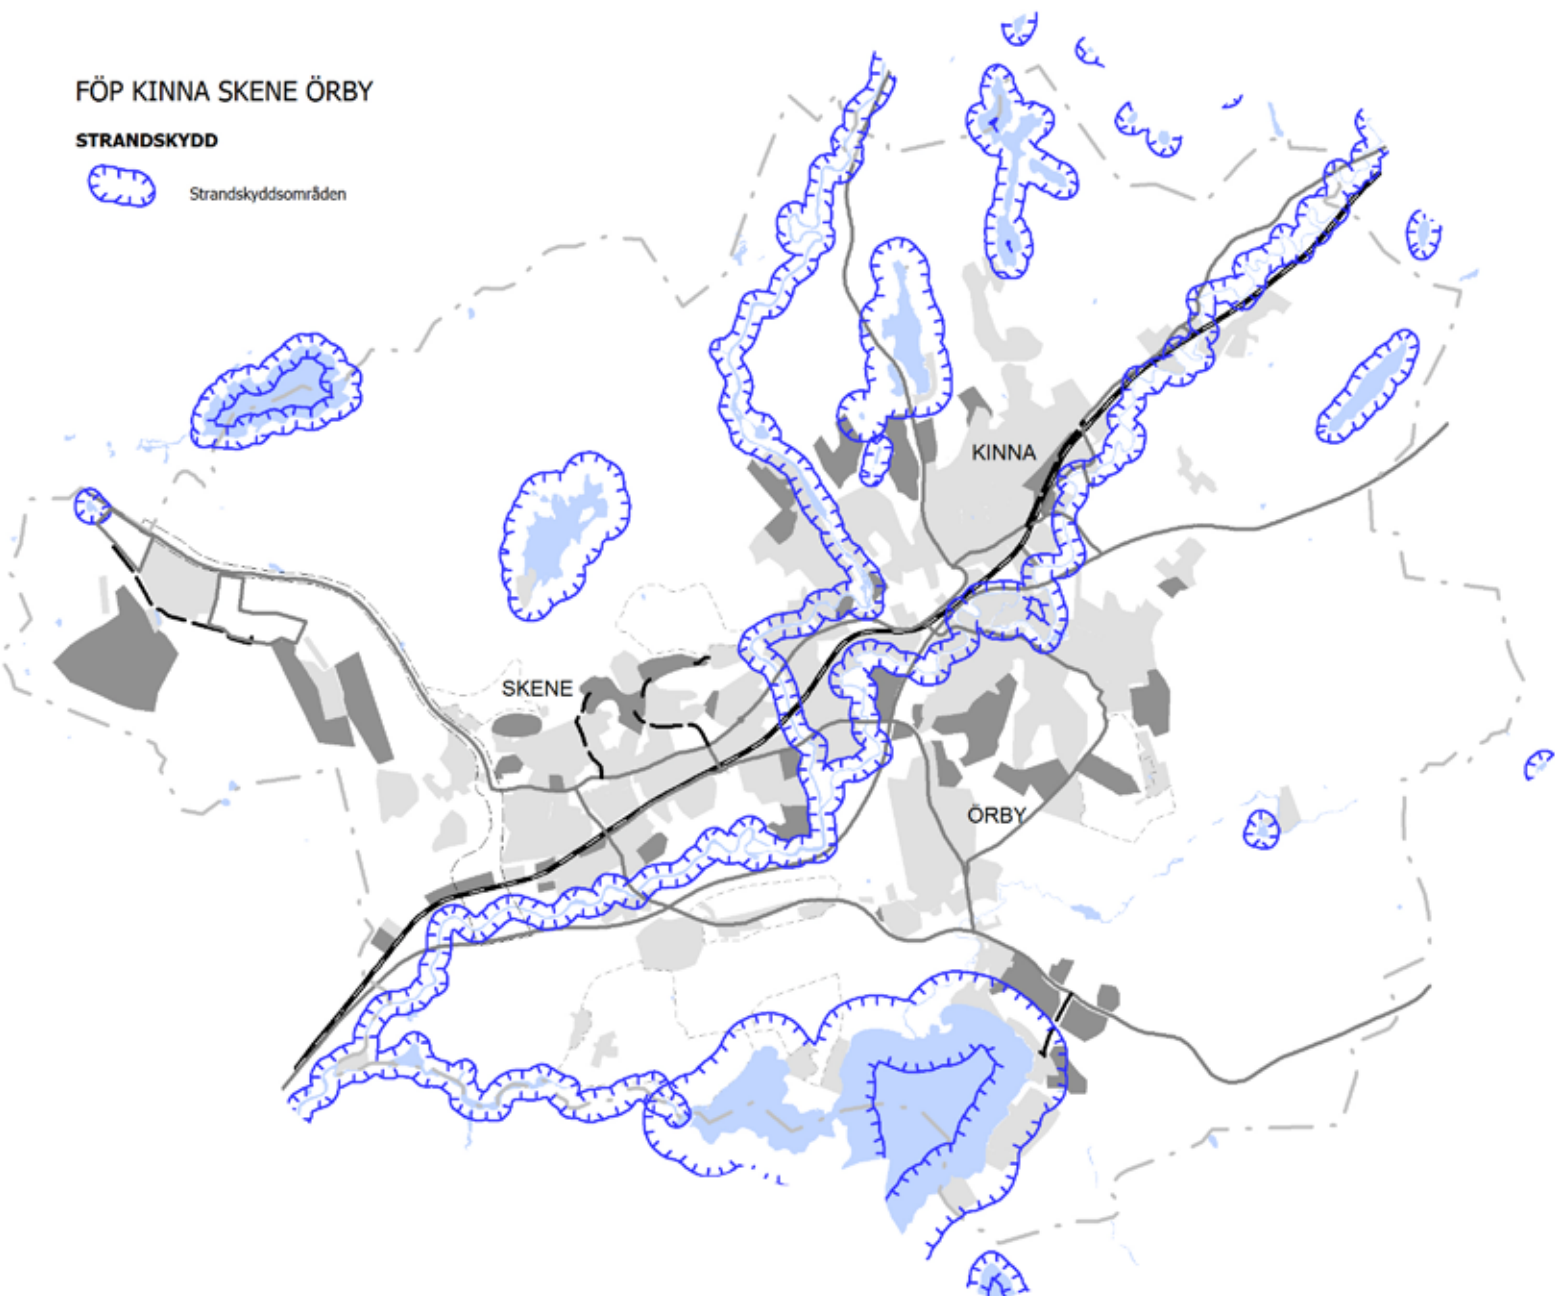 FÖP KINNA SKENE ÖRBY
STRANDSKYDD
Strandskyddsområden
KINNA
SKENE
ÖRBY